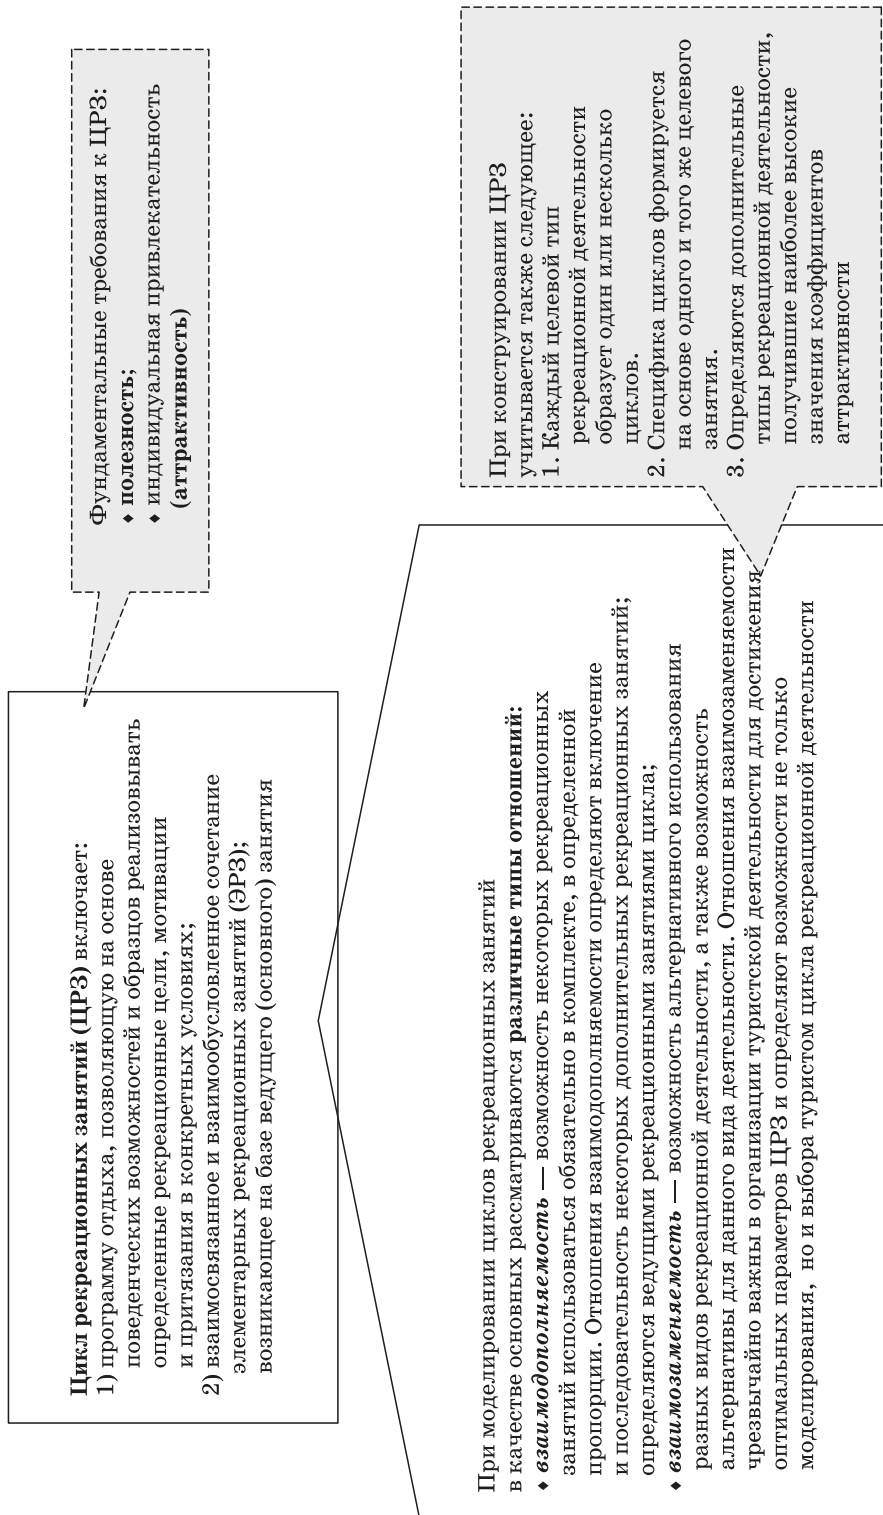 Цикл рекреационных занятий (ЦРЗ) включает:
1) программу отдыха, позволяющую на основе
поведенческих возможностей и образцов реализовывать
определенные рекреационные цели, мотивации
и притязания в конкретных условиях;
2) взаимосвязанное и взаимообусловленное сочетание
элементарных рекреационных занятий (ЭРЗ);
возникающее на базе ведущего (основного) занятия
Фундаментальные требования к ЦРЗ:
♦ полезность;
♦ индивидуальная привлекательность
(аттрактивность)
При моделировании циклов рекреационных занятий
в качестве основных рассматриваются различные типы отношений:
♦ взаимодополняемость — возможность некоторых рекреационных
занятий использоваться обязательно в комплекте, в определенной
пропорции. Отношения взаимодополняемости определяют включение
и последовательность некоторых дополнительных рекреационных занятий;
определяются ведущими рекреационными занятиями цикла;
♦ взаимозаменяемость — возможность альтернативного использования
разных видов рекреационной деятельности, а также возможность
альтернативы для данного вида деятельности. Отношения взаимозаменяемости
чрезвычайно важны в организации туристской деятельности для достижения
оптимальных параметров ЦРЗ и определяют возможности не только
моделирования, но и выбора туристом цикла рекреационной деятельности
При конструировании ЦРЗ
учитывается также следующее:
1. Каждый целевой тип
рекреационной деятельности
образует один или несколько
циклов.
2. Специфика циклов формируется
на основе одного и того же целевого
занятия.
3. Определяются дополнительные
типы рекреационной деятельности,
получившие наиболее высокие
значения коэффициентов
аттрактивности